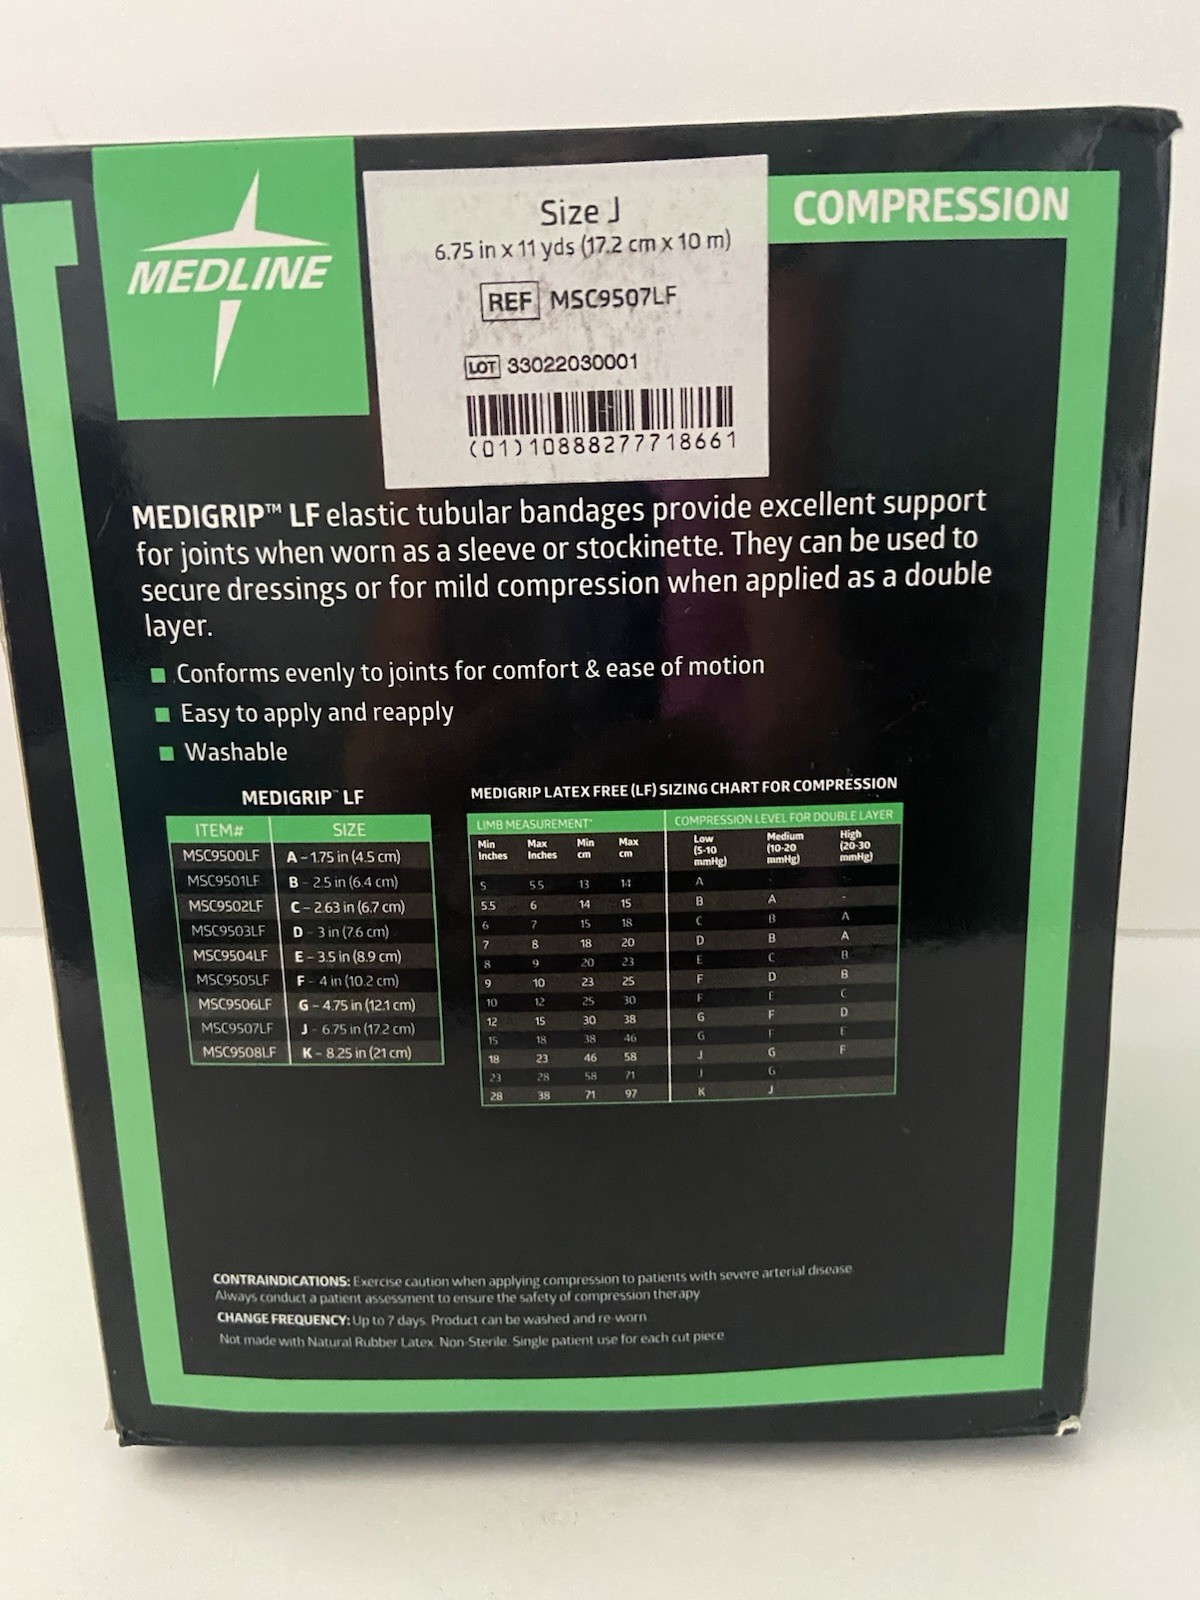 MEDLINE
Size J
6.75 in x 11 yds (17.2 cm x 10 m)
REF MSC9507LF
LOT 33022030001
(01)10888277718661
COMPRESSION
MEDIGRIP™ LF elastic tubular bandages provide excellent support
for joints when worn as a sleeve or stockinette. They can be used to
secure dressings or for mild compression when applied as a double
layer.
■ Conforms evenly to joints for comfort & ease of motion
■ Easy to apply and reapply
■ Washable
MEDIGRIP™ LF
ITEM# SIZE
MSC9500LF A – 1.75 in (4.5 cm)
MSC9501LF B – 2.5 in (6.4 cm)
MSC9502LF C – 2.63 in (6.7 cm)
MSC9503LF D – 3 in (7.6 cm)
MSC9504LF E – 3.5 in (8.9 cm)
MSC9505LF F – 4 in (10.2 cm)
MSC9506LF G – 4.75 in (12.1 cm)
MSC9507LF J – 6.75 in (17.2 cm)
MSC9508LF K – 8.25 in (21 cm)
MEDIGRIP LATEX FREE (LF) SIZING CHART FOR COMPRESSION
LIMB MEASUREMENT* COMPRESSION LEVEL FOR DOUBLE LAYER
Min Inches Max Inches Min cm Max cm Low (5-10 mmHg) Medium (10-20 mmHg) High (20-30 mmHg)
5 5.5 13 14 A - -
5.5 6 14 15 B A -
6 7 15 18 C B A
7 8 18 20 D B A
8 9 20 23 E C B
9 10 23 25 F D B
10 12 25 30 F E C
12 15 30 38 G F D
15 18 38 46 G F E
18 23 46 58 J G F
23 28 58 71 J G
28 38 71 97 K J -
CONTRAINDICATIONS: Exercise caution when applying compression to patients with severe arterial disease
Always conduct a patient assessment to ensure the safety of compression therapy
CHANGE FREQUENCY: Up to 7 days. Product can be washed and re-worn
Not made with Natural Rubber Latex. Non-Sterile. Single patient use for each cut piece